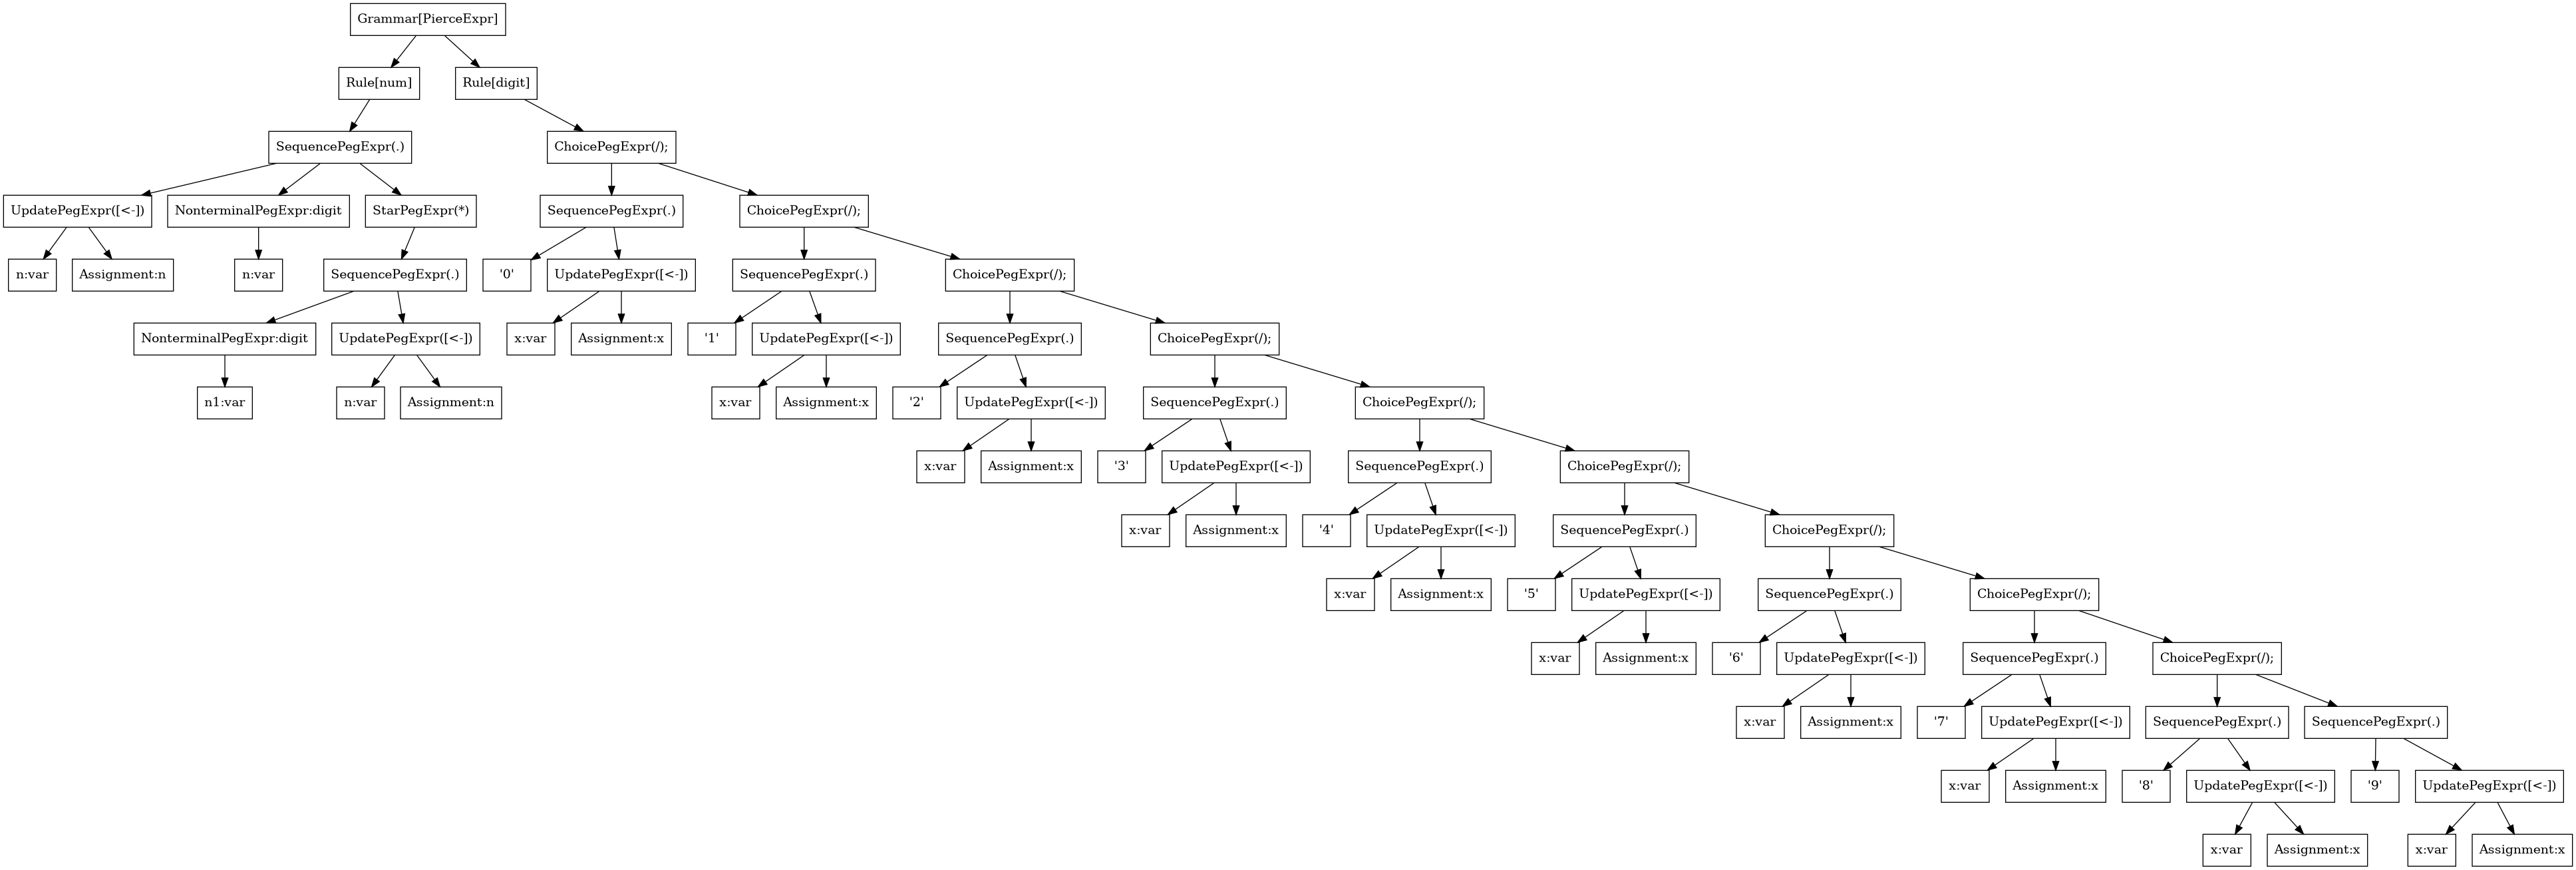 Grammar[PierceExpr]
Rule[num] Rule[digit]
SequencePegExpr(.) ChoicePegExpr(/);
UpdatePegExpr([<-]) NonterminalPegExpr:digit StarPegExpr(*) SequencePegExpr(.) ChoicePegExpr(/);
n:var Assignment:n n:var SequencePegExpr(.) '0' UpdatePegExpr([<-]) SequencePegExpr(.) ChoicePegExpr(/);
NonterminalPegExpr:digit UpdatePegExpr([<-]) x:var Assignment:x '1' UpdatePegExpr([<-]) SequencePegExpr(.) ChoicePegExpr(/);
n1:var n:var Assignment:n x:var Assignment:x '2' UpdatePegExpr([<-]) SequencePegExpr(.) ChoicePegExpr(/);
x:var Assignment:x '3' UpdatePegExpr([<-]) SequencePegExpr(.) ChoicePegExpr(/);
x:var Assignment:x '4' UpdatePegExpr([<-]) SequencePegExpr(.) ChoicePegExpr(/);
x:var Assignment:x '5' UpdatePegExpr([<-]) SequencePegExpr(.) ChoicePegExpr(/);
x:var Assignment:x '6' UpdatePegExpr([<-]) SequencePegExpr(.) ChoicePegExpr(/);
x:var Assignment:x '7' UpdatePegExpr([<-]) SequencePegExpr(.) SequencePegExpr(.)
x:var Assignment:x '8' UpdatePegExpr([<-]) '9' UpdatePegExpr([<-])
x:var Assignment:x x:var Assignment:x